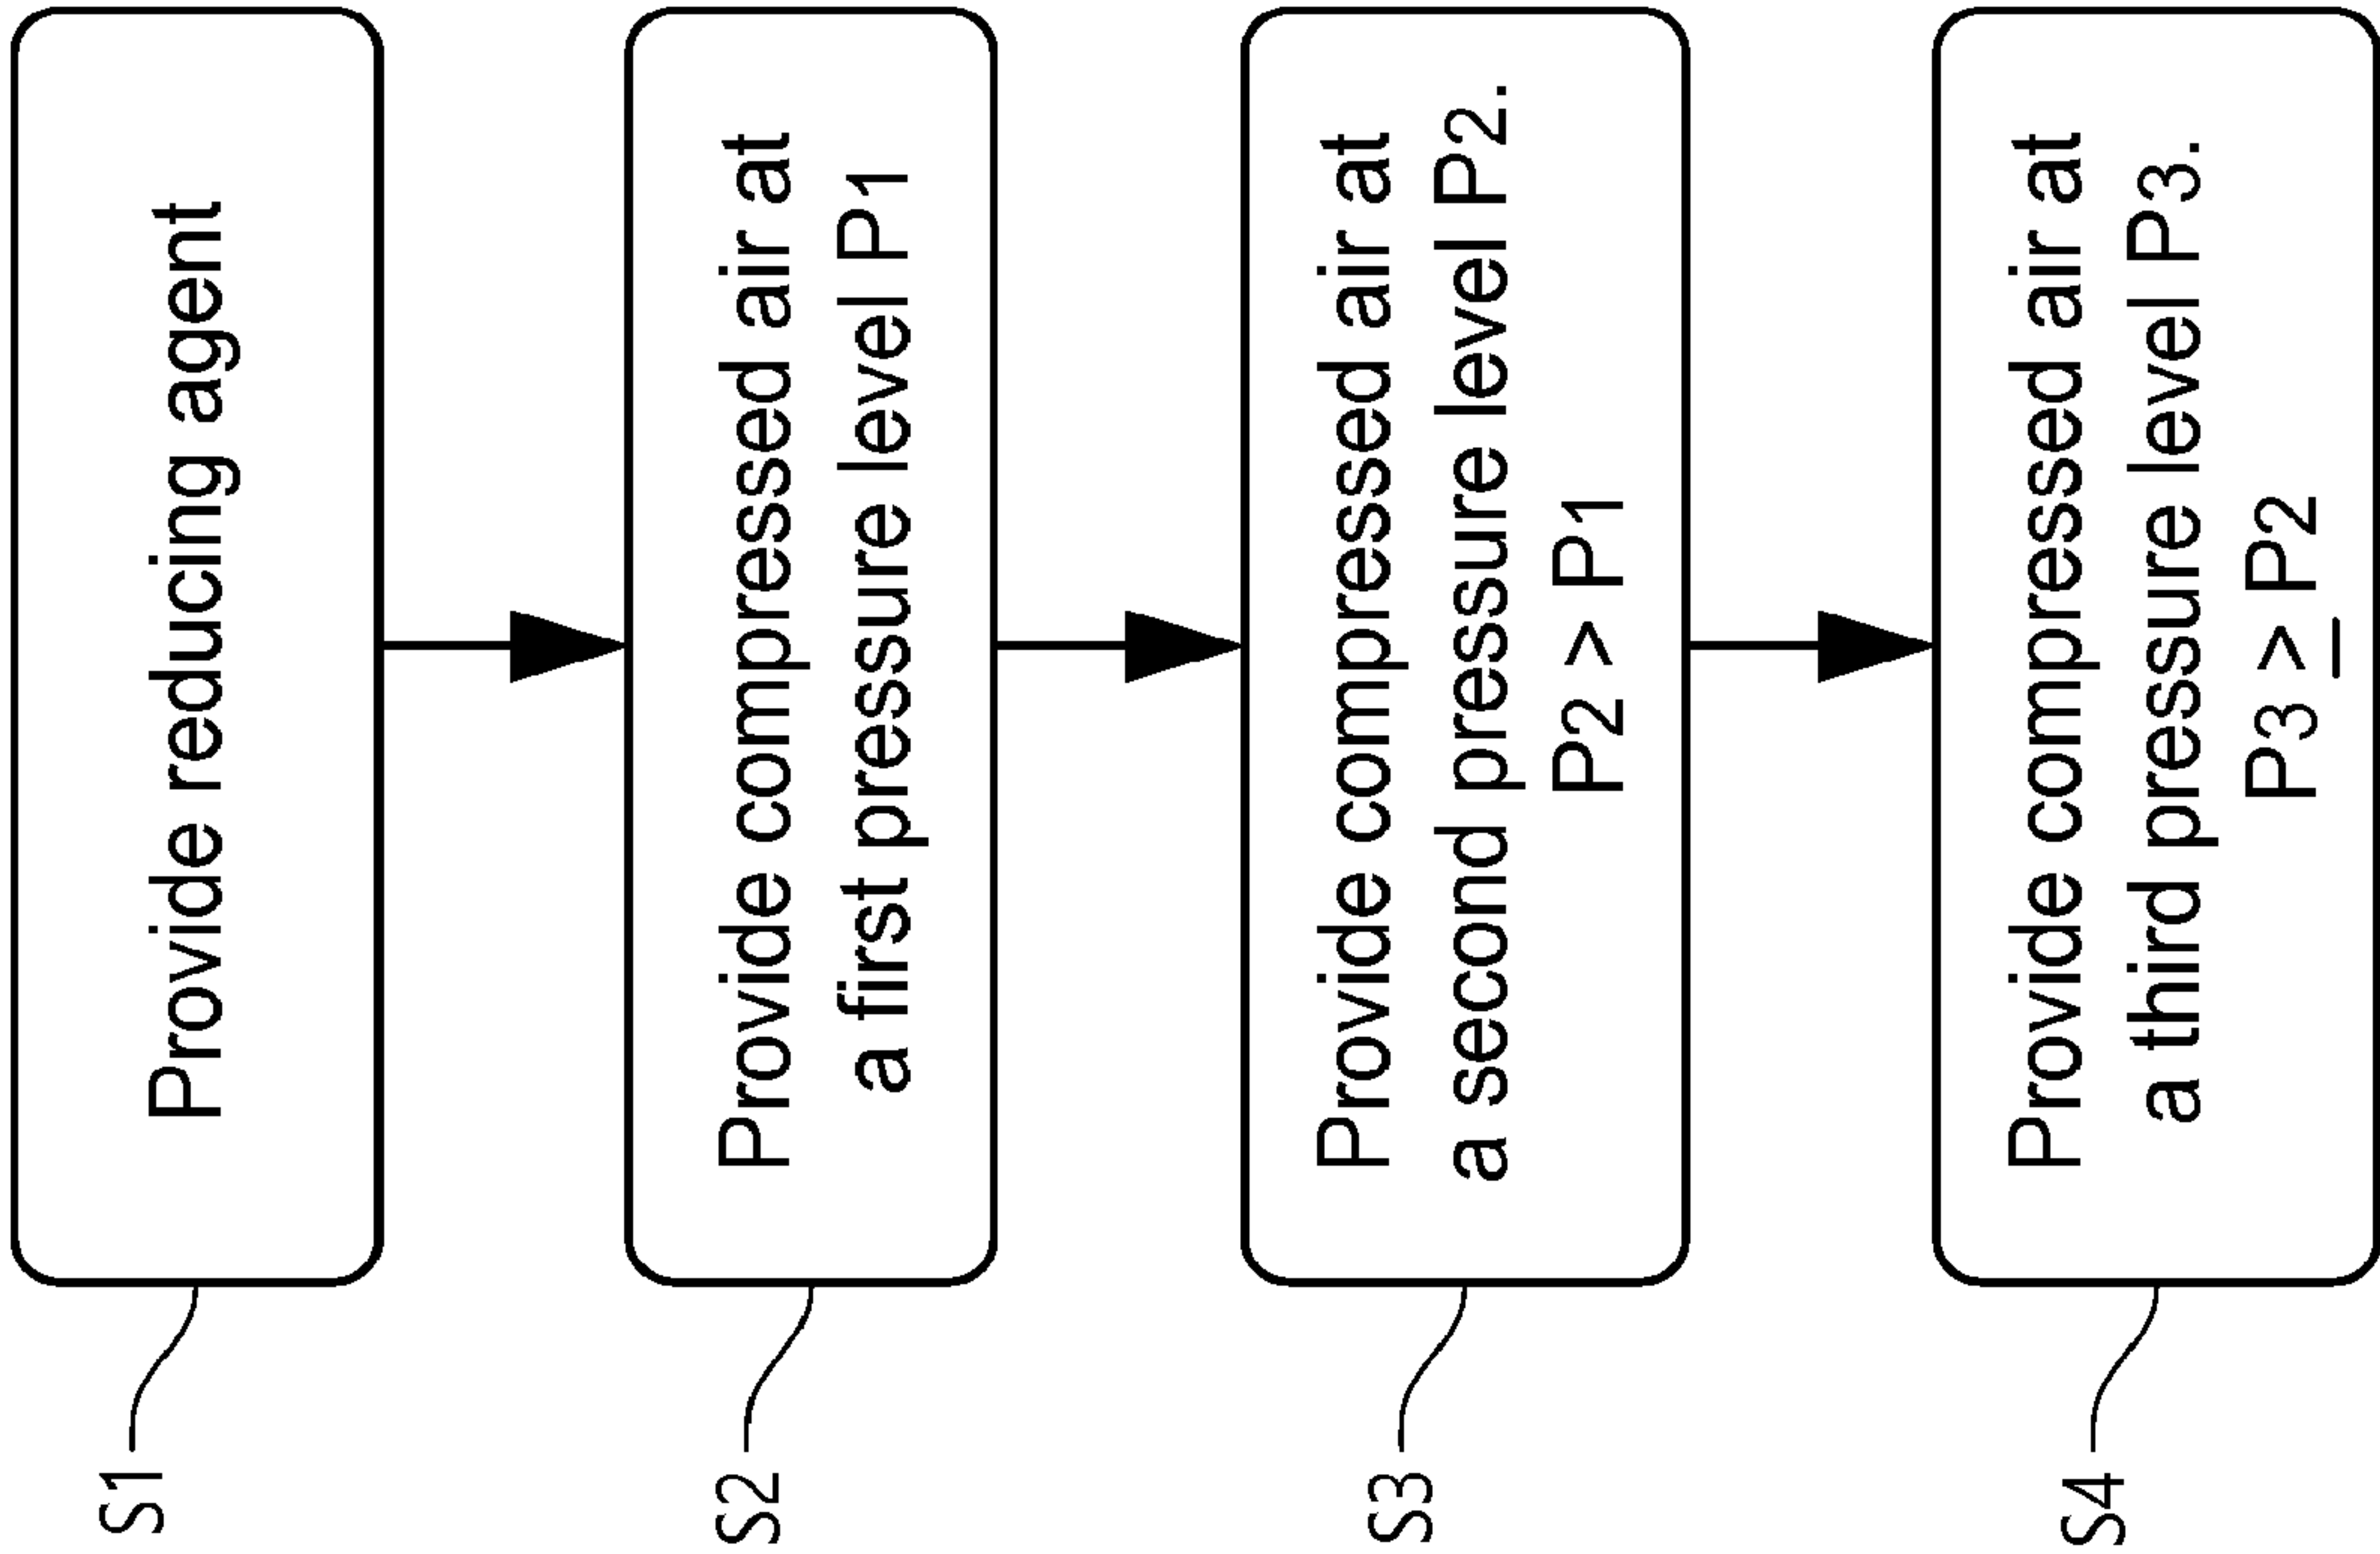 S1
Provide reducing agent
S2
Provide compressed air at
a first pressure level P1
S3
Provide compressed air at
a second pressure level P2.
P2 > P1
S4
Provide compressed air at
a third pressure level P3.
P3 ≥ P2